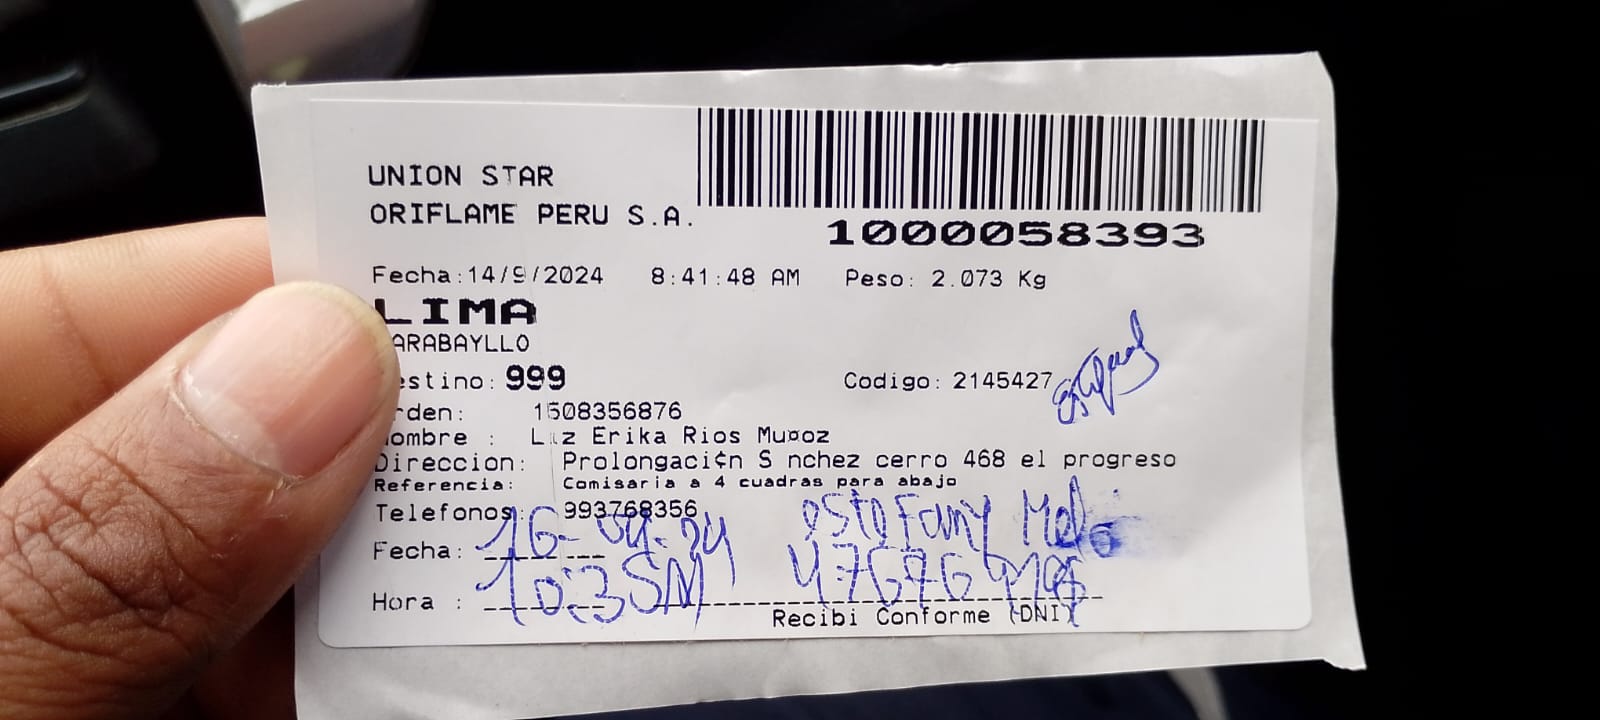 UNION STAR
ORIFLAME PERU S.A.
1000058393
Fecha:14/9/2024 8:41:48 AM Peso: 2.073 Kg
LIMA
ARABAYLLO
estino: 999 Codigo: 2145427
rden: 1508356876
ombre : Luz Erika Rios Mu¤oz
Direccion: Prolongaci¢n S nchez cerro 468 el progreso
Referencia: Comisaria a 4 cuadras para abajo
Telefonos: 993768356
estefany
Fecha: 16-09-24
Hora :
Recibi Conforme (DNI)